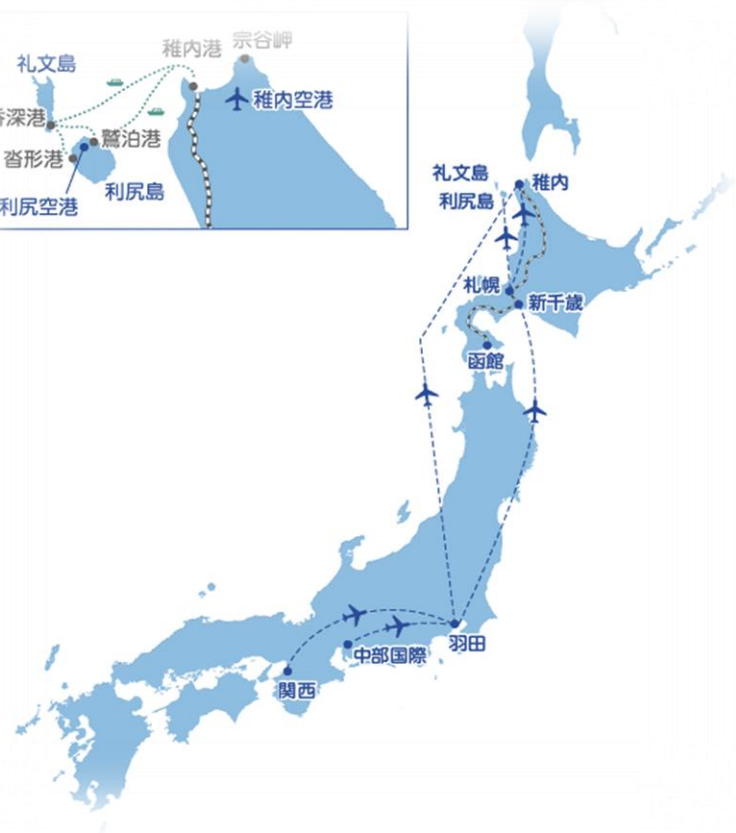 宗谷岬
稚内港
礼文島
稚内空港
香深港
鴛泊港
沓形港
利尻島
利尻空港
礼文島
稚内
利尻島
札幌
新千歳
函館
羽田
中部国際
関西